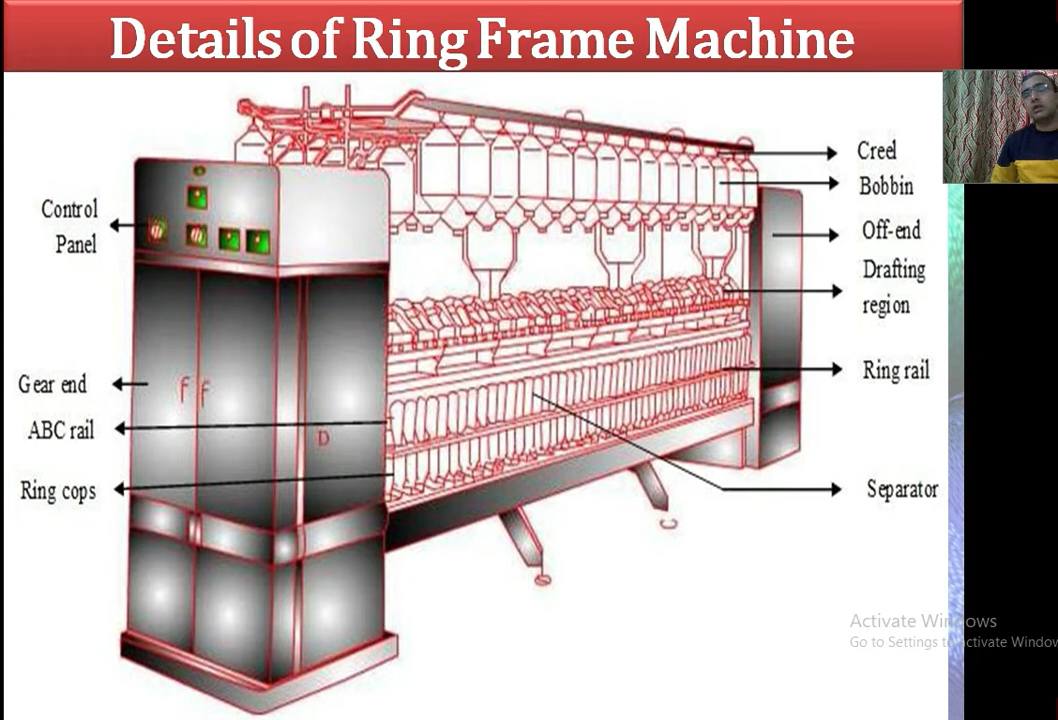 Details of Ring Frame Machine
Creel
Bobbin
Control
Panel
Off-end
Drafting
region
Ring rail
Gear end
ABC rail
D
Ring cops
Separator
Activate Windows
Go to Settings to activate Window